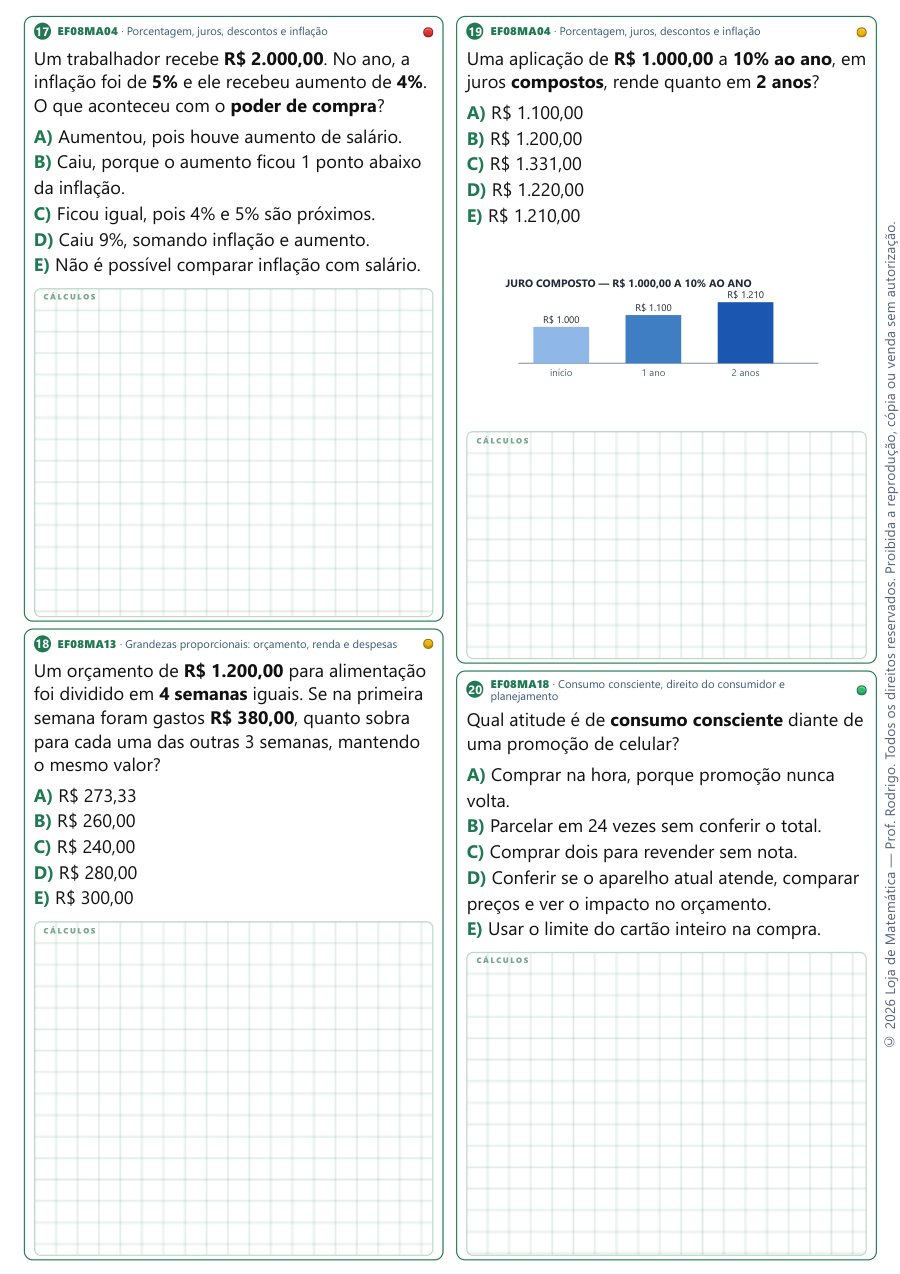 17 EF08MA04 · Porcentagem, juros, descontos e inflação
Um trabalhador recebe R$ 2.000,00. No ano, a
inflação foi de 5% e ele recebeu aumento de 4%.
O que aconteceu com o poder de compra?
A) Aumentou, pois houve aumento de salário.
B) Caiu, porque o aumento ficou 1 ponto abaixo
da inflação.
C) Ficou igual, pois 4% e 5% são próximos.
D) Caiu 9%, somando inflação e aumento.
E) Não é possível comparar inflação com salário.
CÁLCULOS
18 EF08MA13 · Grandezas proporcionais: orçamento, renda e despesas
Um orçamento de R$ 1.200,00 para alimentação
foi dividido em 4 semanas iguais. Se na primeira
semana foram gastos R$ 380,00, quanto sobra
para cada uma das outras 3 semanas, mantendo
o mesmo valor?
A) R$ 273,33
B) R$ 260,00
C) R$ 240,00
D) R$ 280,00
E) R$ 300,00
CÁLCULOS
19 EF08MA04 · Porcentagem, juros, descontos e inflação
Uma aplicação de R$ 1.000,00 a 10% ao ano, em
juros compostos, rende quanto em 2 anos?
A) R$ 1.100,00
B) R$ 1.200,00
C) R$ 1.331,00
D) R$ 1.220,00
E) R$ 1.210,00
JURO COMPOSTO — R$ 1.000,00 A 10% AO ANO
R$ 1.000
R$ 1.100
R$ 1.210
início
1 ano
2 anos
CÁLCULOS
20 EF08MA18 · Consumo consciente, direito do consumidor e
planejamento
Qual atitude é de consumo consciente diante de
uma promoção de celular?
A) Comprar na hora, porque promoção nunca
volta.
B) Parcelar em 24 vezes sem conferir o total.
C) Comprar dois para revender sem nota.
D) Conferir se o aparelho atual atende, comparar
preços e ver o impacto no orçamento.
E) Usar o limite do cartão inteiro na compra.
CÁLCULOS
© 2026 Loja de Matemática — Prof. Rodrigo. Todos os direitos reservados. Proibida a reprodução, cópia ou venda sem autorização.